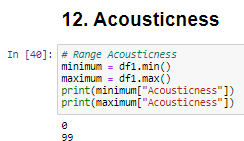 12. Acousticness
In [40]:
# Range Acousticness
minimum = df1.min()
maximum = df1.max()
print(minimum["Acousticness"])
print(maximum["Acousticness"])
0
99